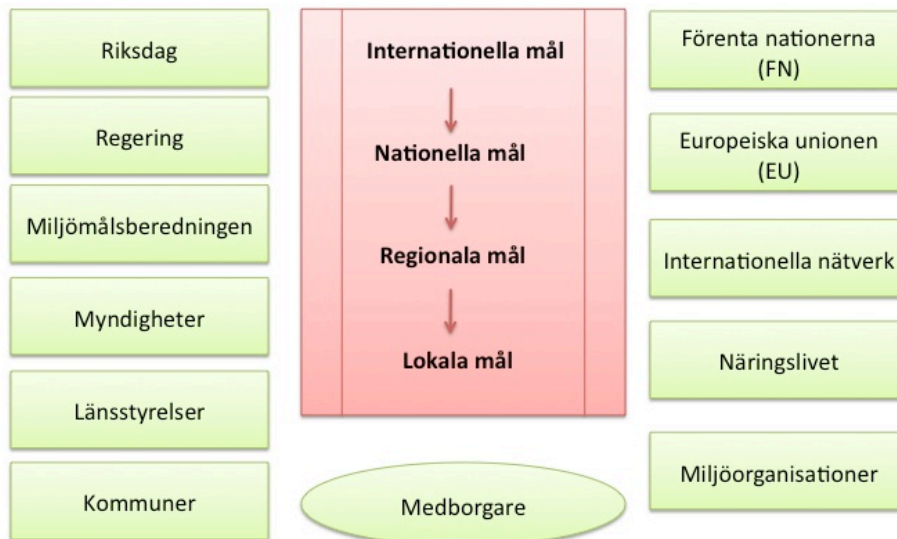 Riksdag
Regering
Miljömålsberedningen
Myndigheter
Länsstyrelser
Kommuner
Internationella mål
Nationella mål
Regionala mål
Lokala mål
Medborgare
Förenta nationerna
(FN)
Europeiska unionen
(EU)
Internationella nätverk
Näringslivet
Miljöorganisationer